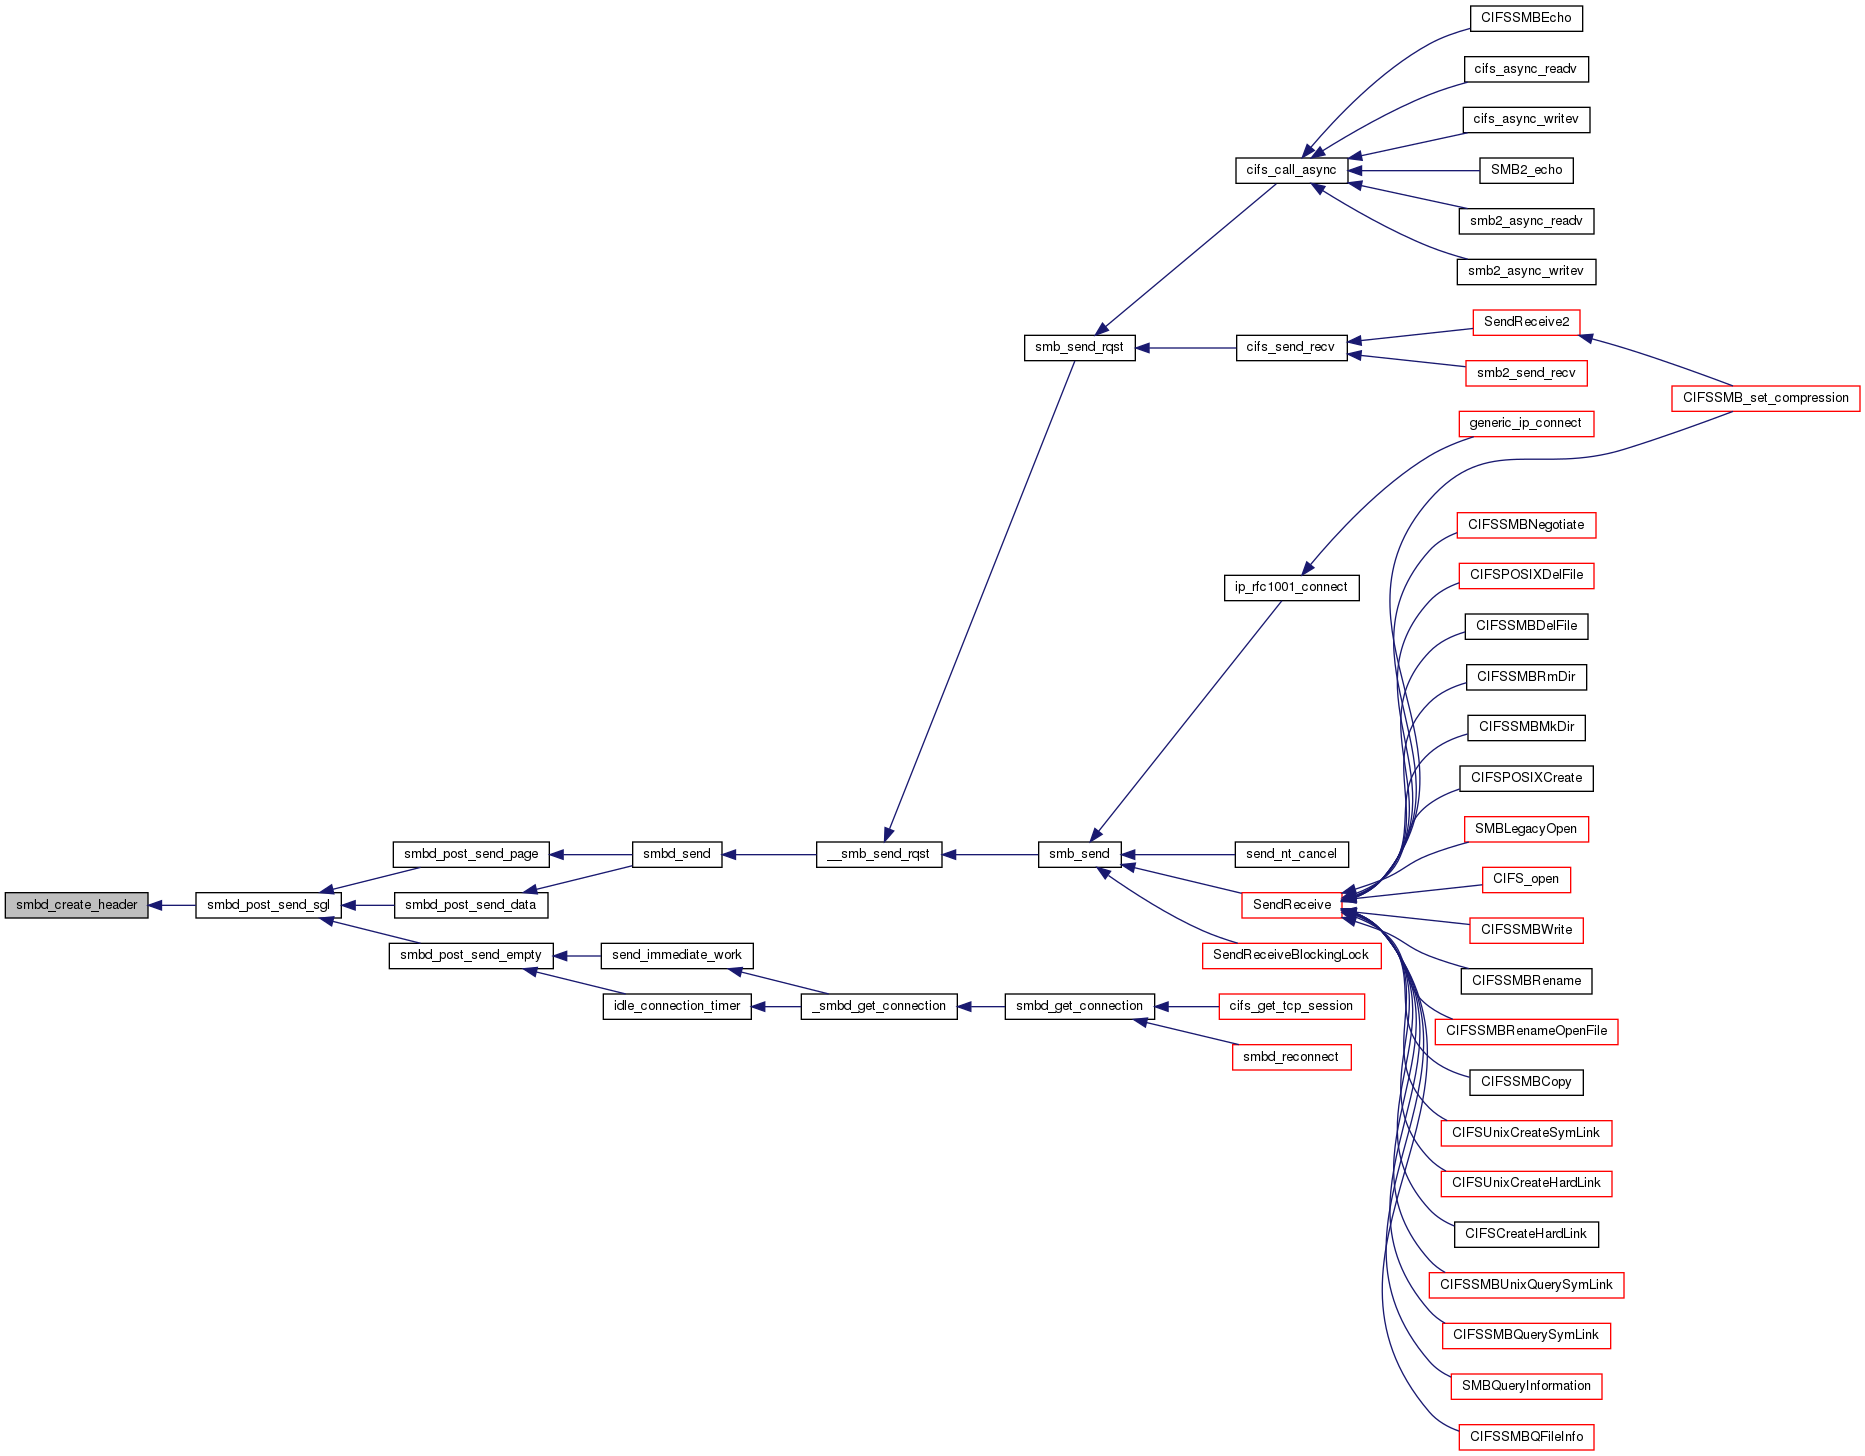 CIFSSMBEcho
cifs_async_readv
cifs_async_writev
cifs_call_async
SMB2_echo
smb2_async_readv
smb2_async_writev
SendReceive2
smb_send_rqst
cifs_send_recv
smb2_send_recv
CIFSSMB_set_compression
generic_ip_connect
CIFSSMBNegotiate
CIFSPOSIXDelFile
ip_rfc1001_connect
CIFSSMBDelFile
CIFSSMBRmDir
CIFSSMBMkDir
CIFSPOSIXCreate
SMBLegacyOpen
smbd_post_send_page
smbd_send
__smb_send_rqst
smb_send
send_nt_cancel
CIFS_open
smbd_create_header
smbd_post_send_sgl
smbd_post_send_data
SendReceive
CIFSSMBWrite
smbd_post_send_empty
send_immediate_work
SendReceiveBlockingLock
CIFSSMBRename
idle_connection_timer
_smbd_get_connection
smbd_get_connection
cifs_get_tcp_session
CIFSSMBRenameOpenFile
smbd_reconnect
CIFSSMBCopy
CIFSUnixCreateSymLink
CIFSUnixCreateHardLink
CIFSCreateHardLink
CIFSSMBUnixQuerySymLink
CIFSSMBQuerySymLink
SMBQueryInformation
CIFSSMBQFileInfo